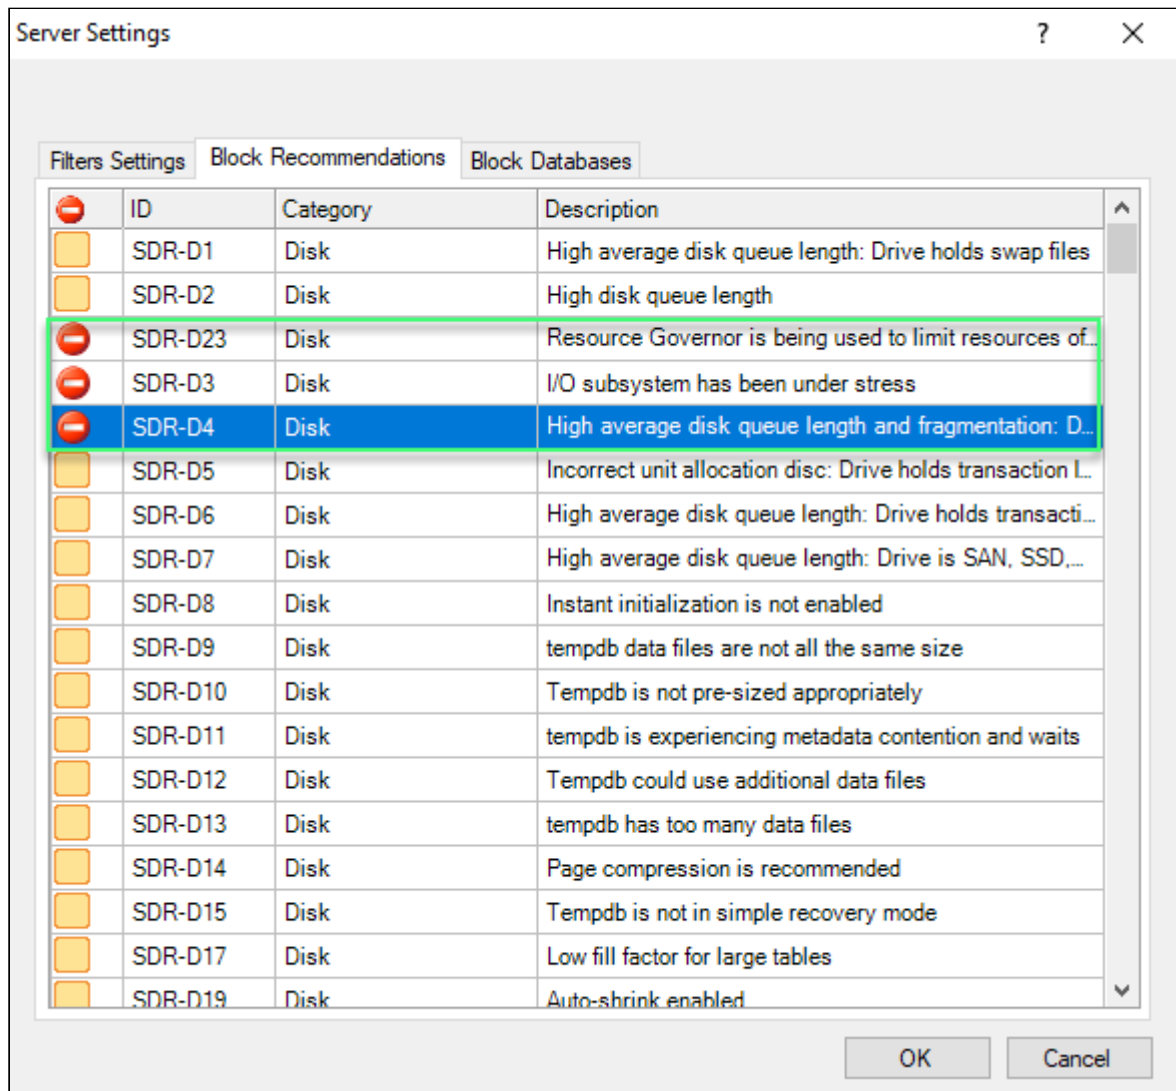 Server Settings ?
Filters Settings Block Recommendations Block Databases
ID Category Description
SDR-D1 Disk High average disk queue length: Drive holds swap files
SDR-D2 Disk High disk queue length
SDR-D23 Disk Resource Governor is being used to limit resources of...
SDR-D3 Disk I/O subsystem has been under stress
SDR-D4 Disk High average disk queue length and fragmentation: D...
SDR-D5 Disk Incorrect unit allocation disc: Drive holds transaction l...
SDR-D6 Disk High average disk queue length: Drive holds transacti...
SDR-D7 Disk High average disk queue length: Drive is SAN, SSD,...
SDR-D8 Disk Instant initialization is not enabled
SDR-D9 Disk tempdb data files are not all the same size
SDR-D10 Disk Tempdb is not pre-sized appropriately
SDR-D11 Disk tempdb is experiencing metadata contention and waits
SDR-D12 Disk Tempdb could use additional data files
SDR-D13 Disk tempdb has too many data files
SDR-D14 Disk Page compression is recommended
SDR-D15 Disk Tempdb is not in simple recovery mode
SDR-D17 Disk Low fill factor for large tables
SDR-D19 Disk Auto-shrink enabled
OK Cancel